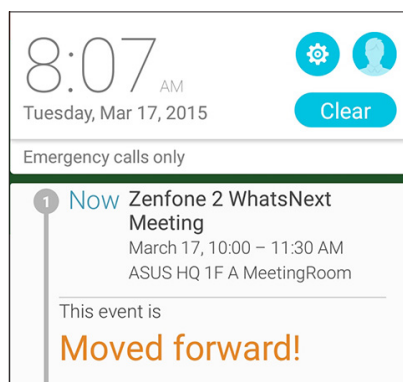 8:07 AM
Tuesday, Mar 17, 2015
Clear
Emergency calls only
1 Now Zenfone 2 WhatsNext
Meeting
March 17, 10:00 – 11:30 AM
ASUS HQ 1F A MeetingRoom
This event is
Moved forward!